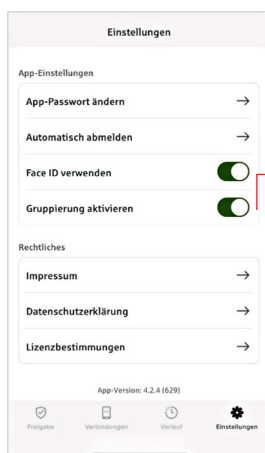 Einstellungen
App-Einstellungen
App-Passwort ändern
Automatisch abmelden
Face ID verwenden
Gruppierung aktivieren
Rechtliches
Impressum
Datenschutzerklärung
Lizenzbestimmungen
App-Version: 4.2.4 (629)
Freigabe Verbindungen Verlauf Einstellungen